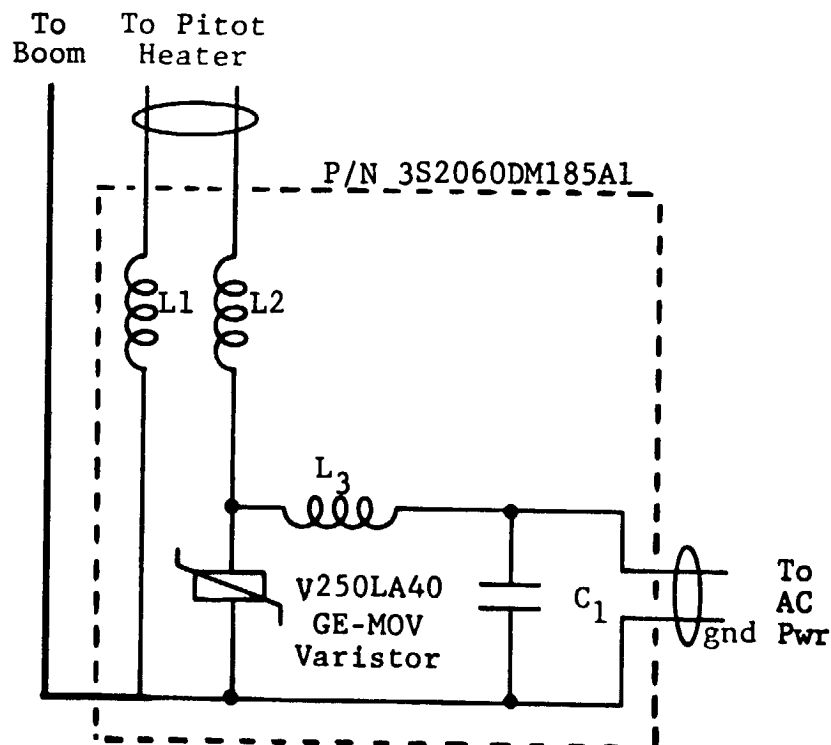 To
Boom
To Pitot
Heater
P/N 3S2060DM185A1
L1
L2
L3
V250LA40
GE-MOV
Varistor
C1
gnd
To
AC
Pwr